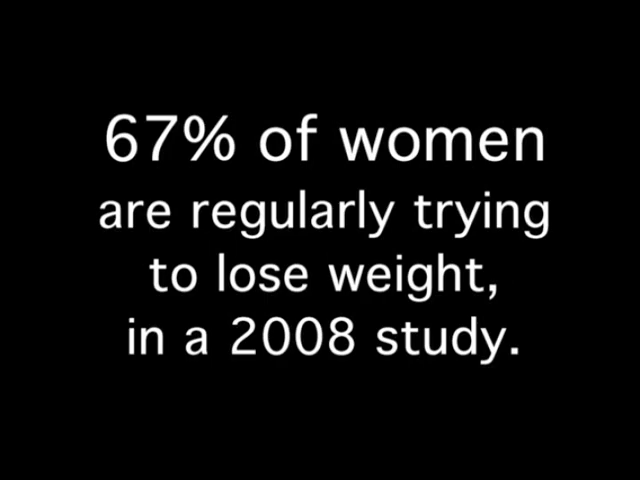 67% of women
are regularly trying
to lose weight,
in a 2008 study.